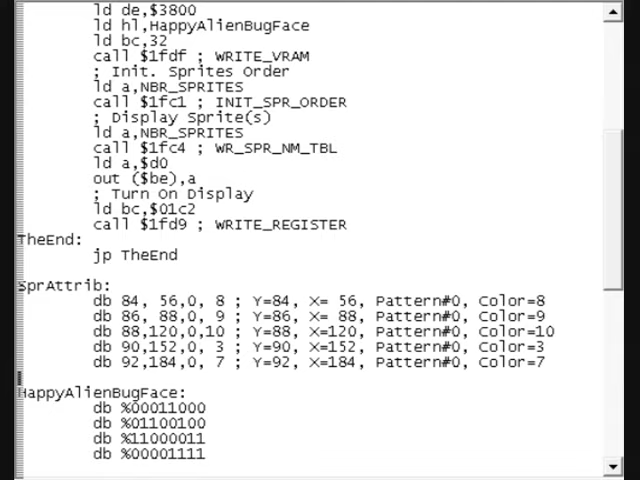 ld de,$3800
ld hl,HappyAlienBugFace
ld bc,32
call $1fdf ; WRITE_VRAM
; Init. Sprites Order
ld a,NBR_SPRITES
call $1fc1 ; INIT_SPR_ORDER
; Display Sprite(s)
ld a,NBR_SPRITES
call $1fc4 ; WR_SPR_NM_TBL
ld a,$d0
out ($be),a
; Turn On Display
ld bc,$01c2
call $1fd9 ; WRITE_REGISTER
TheEnd:
jp TheEnd
SprAttrib:
db 84, 56,0, 8 ; Y=84, X= 56, Pattern#0, Color=8
db 86, 88,0, 9 ; Y=86, X= 88, Pattern#0, Color=9
db 88,120,0,10 ; Y=88, X=120, Pattern#0, Color=10
db 90,152,0, 3 ; Y=90, X=152, Pattern#0, Color=3
db 92,184,0, 7 ; Y=92, X=184, Pattern#0, Color=7
HappyAlienBugFace:
db %00011000
db %01100100
db %11000011
db %00001111